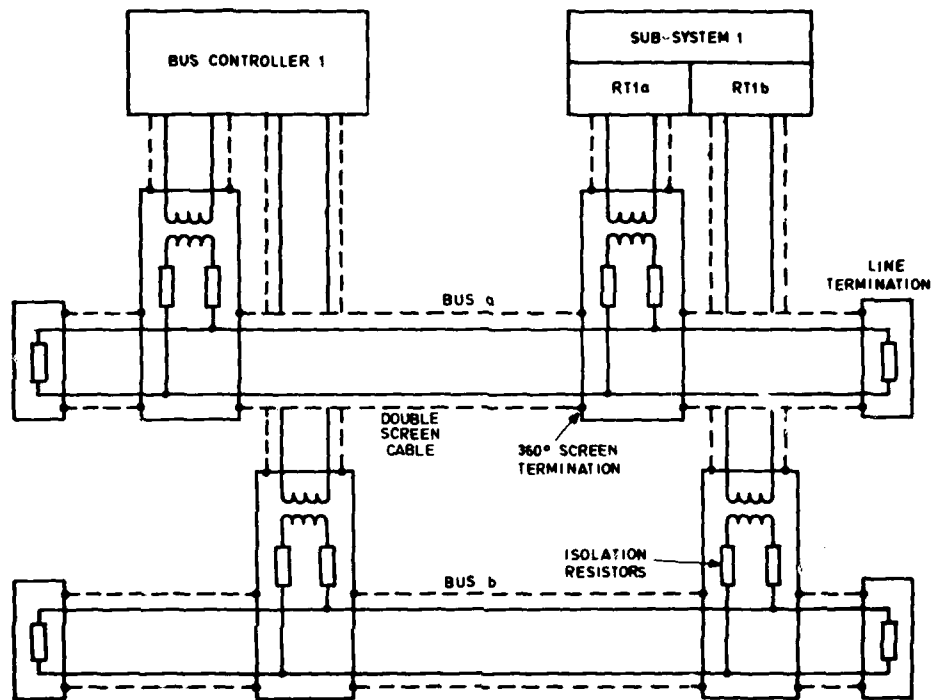 BUS CONTROLLER 1
SUB-SYSTEM 1
RT1a
RT1b
LINE
TERMINATION
BUS a
DOUBLE
SCREEN
CABLE
360° SCREEN
TERMINATION
ISOLATION
RESISTORS
BUS b